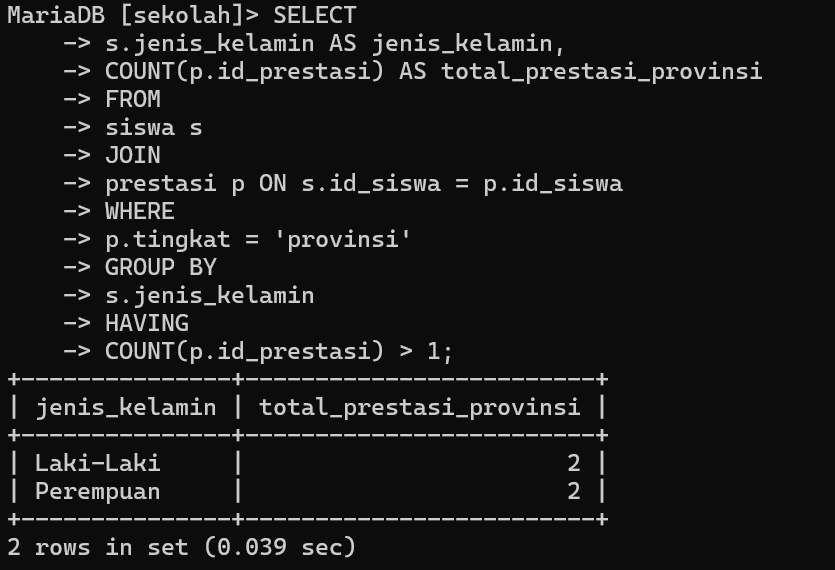 MariaDB [sekolah]> SELECT
    -> s.jenis_kelamin AS jenis_kelamin,
    -> COUNT(p.id_prestasi) AS total_prestasi_provinsi
    -> FROM
    -> siswa s
    -> JOIN
    -> prestasi p ON s.id_siswa = p.id_siswa
    -> WHERE
    -> p.tingkat = 'provinsi'
    -> GROUP BY
    -> s.jenis_kelamin
    -> HAVING
    -> COUNT(p.id_prestasi) > 1;
+---------------+-------------------------+
| jenis_kelamin | total_prestasi_provinsi |
+---------------+-------------------------+
| Laki-Laki     |                       2 |
| Perempuan     |                       2 |
+---------------+-------------------------+
2 rows in set (0.039 sec)